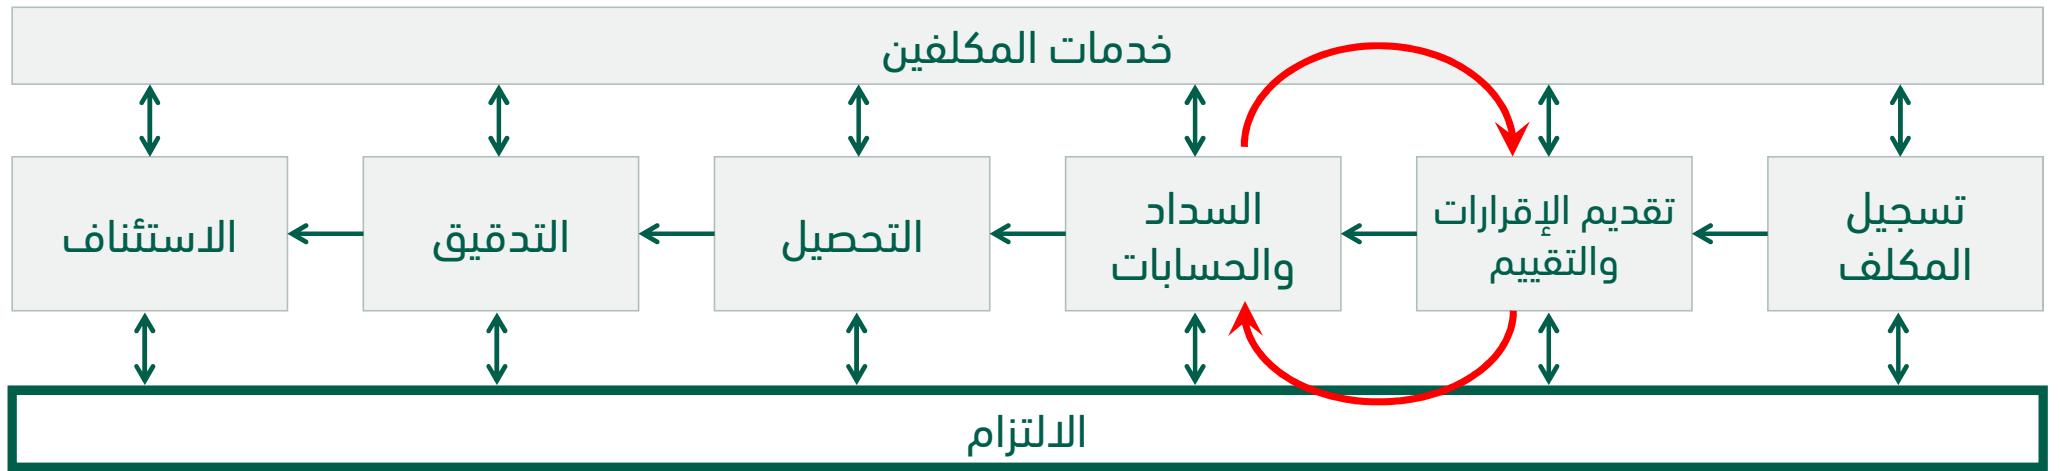 خدمات المكلفين
تسجيل
المكلف
تقديم الإقرارات
والتقييم
السداد
والحسابات
التحصيل
التدقيق
الاستئناف
الالتزام